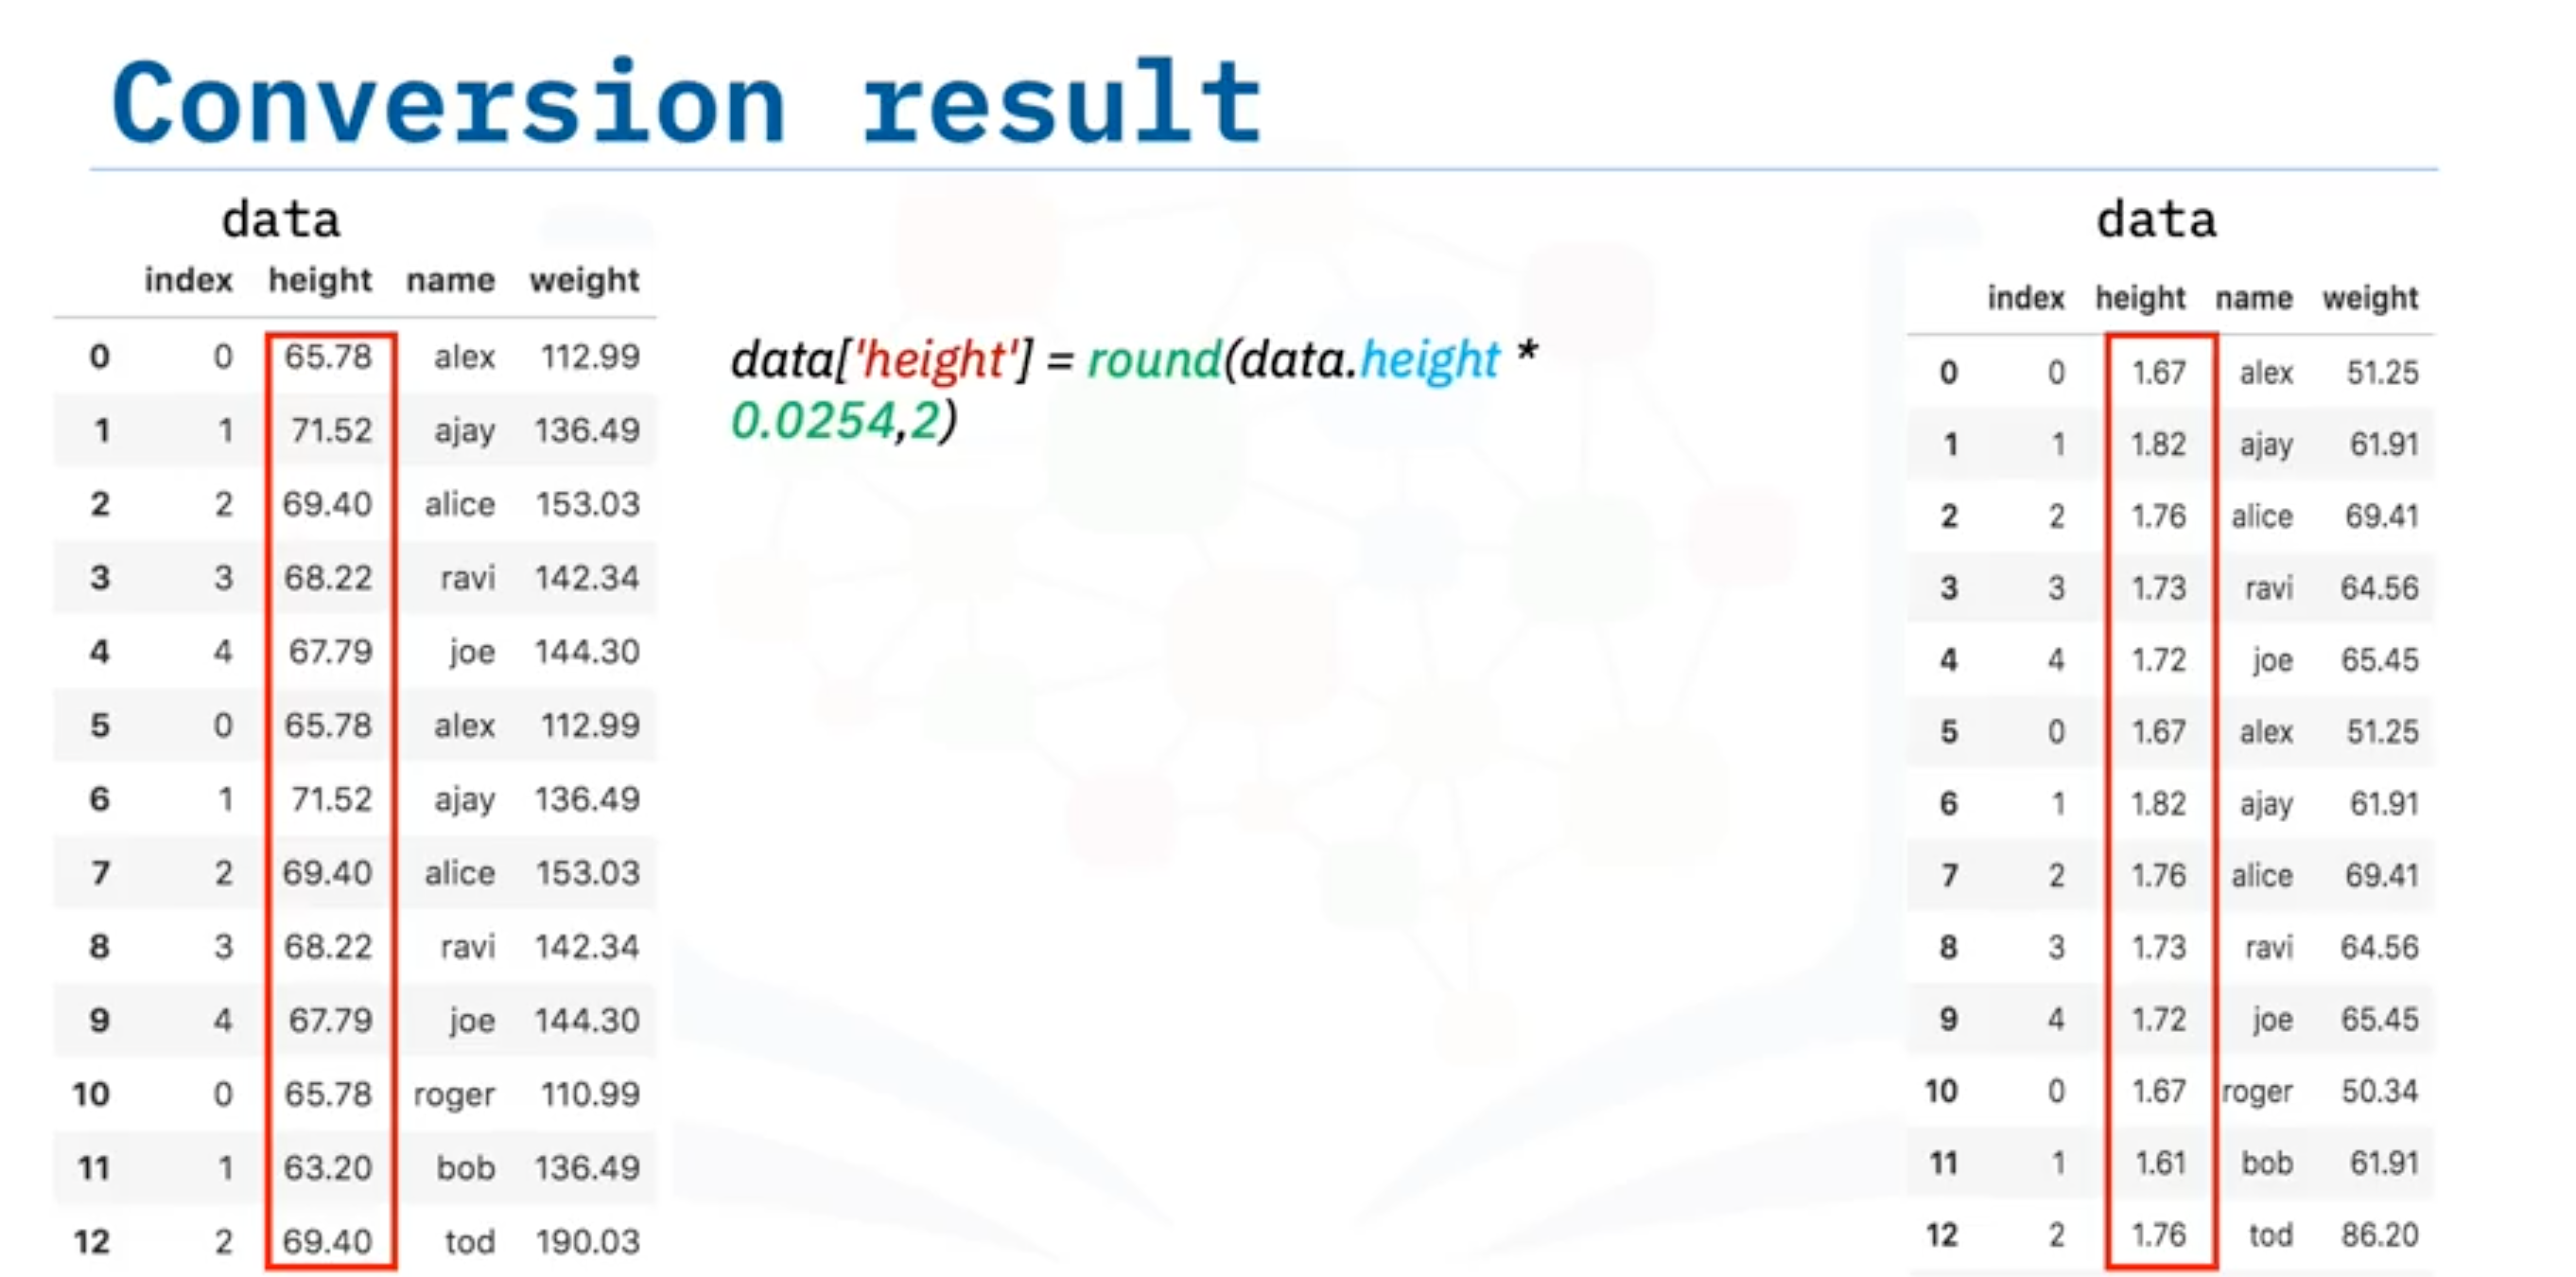 Conversion result
data
index height name weight
0 0 65.78 alex 112.99
1 1 71.52 ajay 136.49
2 2 69.40 alice 153.03
3 3 68.22 ravi 142.34
4 4 67.79 joe 144.30
5 0 65.78 alex 112.99
6 1 71.52 ajay 136.49
7 2 69.40 alice 153.03
8 3 68.22 ravi 142.34
9 4 67.79 joe 144.30
10 0 65.78 roger 110.99
11 1 63.20 bob 136.49
12 2 69.40 tod 190.03
data['height'] = round(data.height *
0.0254,2)
data
index height name weight
0 0 1.67 alex 51.25
1 1 1.82 ajay 61.91
2 2 1.76 alice 69.41
3 3 1.73 ravi 64.56
4 4 1.72 joe 65.45
5 0 1.67 alex 51.25
6 1 1.82 ajay 61.91
7 2 1.76 alice 69.41
8 3 1.73 ravi 64.56
9 4 1.72 joe 65.45
10 0 1.67 roger 50.34
11 1 1.61 bob 61.91
12 2 1.76 tod 86.20